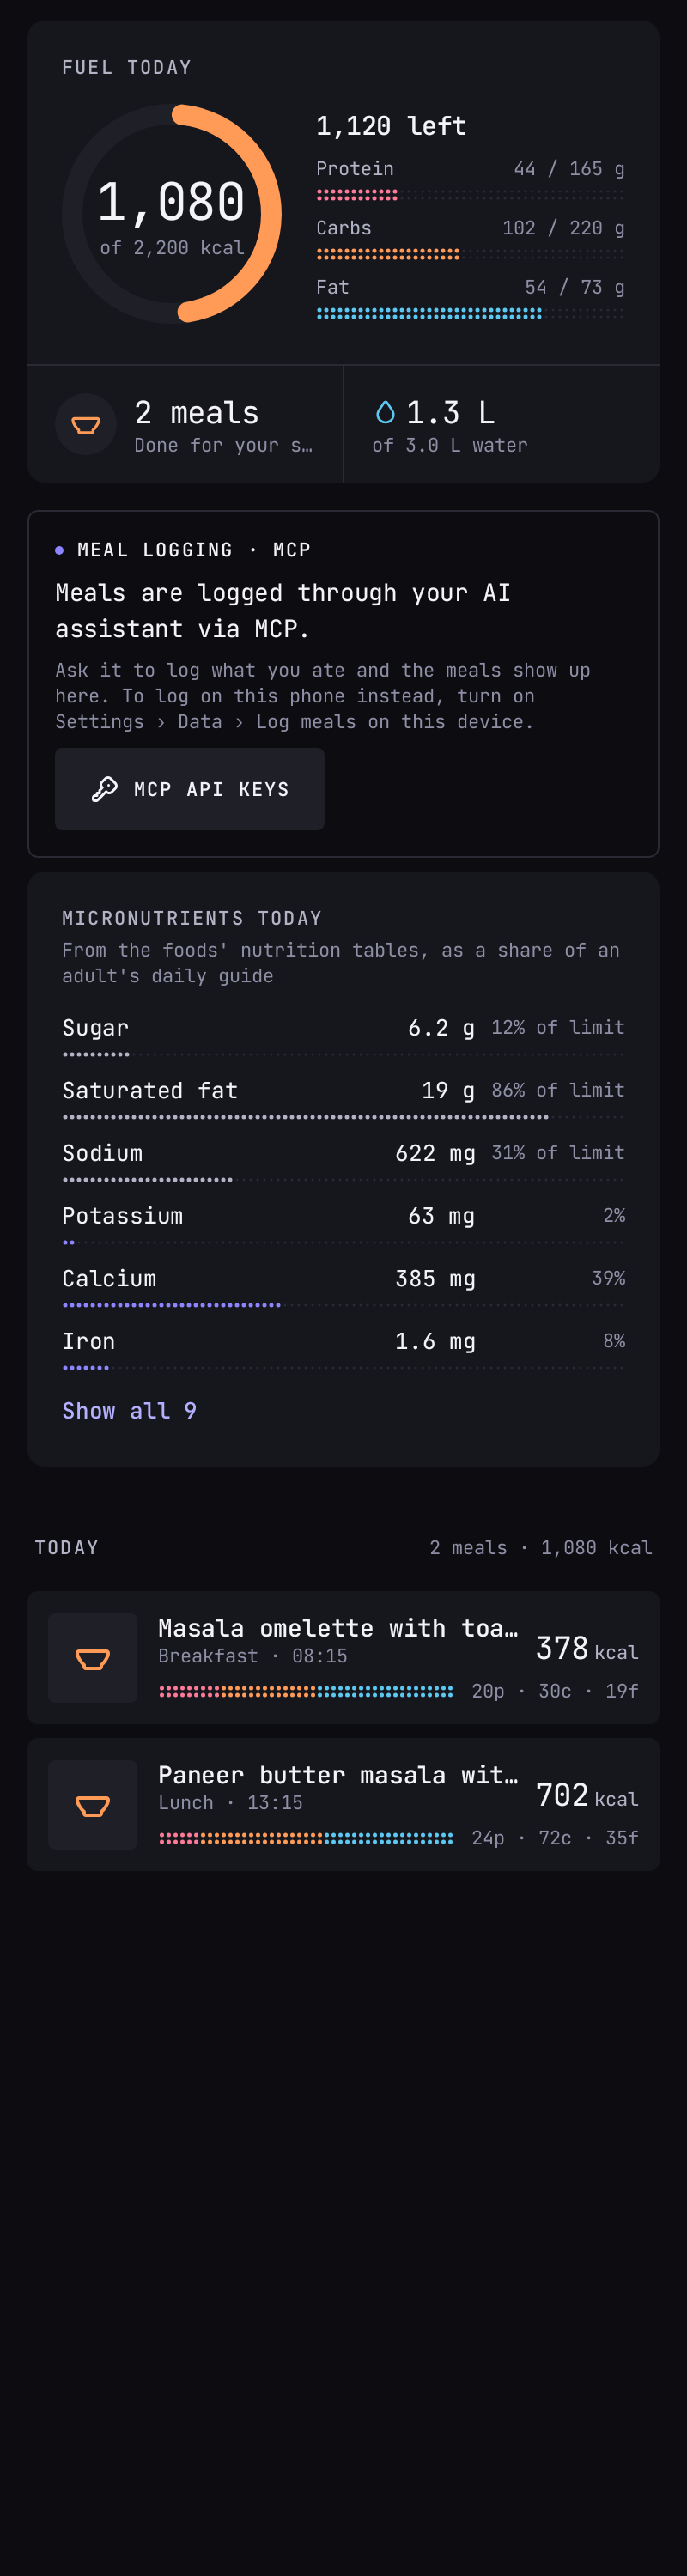 FUEL TODAY
1,080
of 2,200 kcal
1,120 left
Protein 44 / 165 g
Carbs 102 / 220 g
Fat 54 / 73 g
2 meals
Done for your s…
1.3 L
of 3.0 L water
MEAL LOGGING · MCP
Meals are logged through your AI
assistant via MCP.
Ask it to log what you ate and the meals show up
here. To log on this phone instead, turn on
Settings › Data › Log meals on this device.
MCP API KEYS
MICRONUTRIENTS TODAY
From the foods' nutrition tables, as a share of an
adult's daily guide
Sugar 6.2 g 12% of limit
Saturated fat 19 g 86% of limit
Sodium 622 mg 31% of limit
Potassium 63 mg 2%
Calcium 385 mg 39%
Iron 1.6 mg 8%
Show all 9
TODAY 2 meals · 1,080 kcal
Masala omelette with toa… 378 kcal
Breakfast · 08:15
20p · 30c · 19f
Paneer butter masala wit… 702 kcal
Lunch · 13:15
24p · 72c · 35f